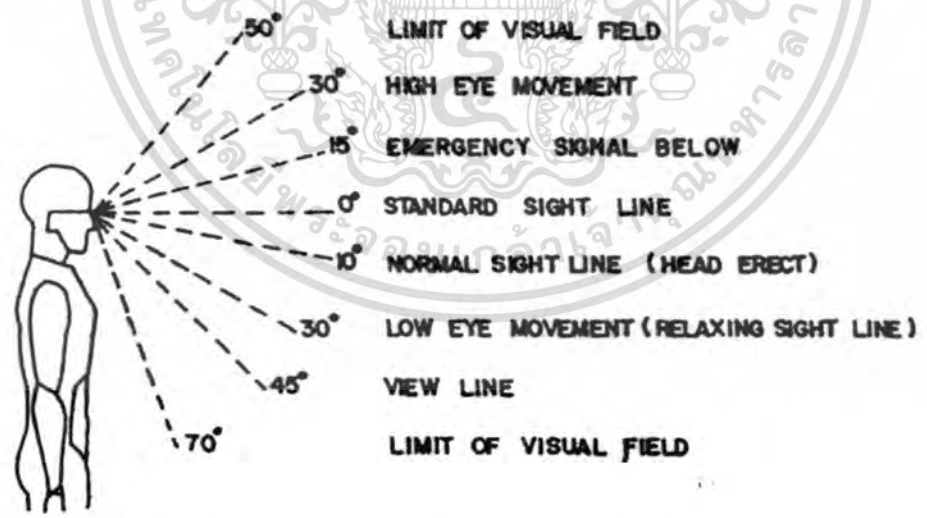 50° LIMIT OF VISUAL FIELD
30° HIGH EYE MOVEMENT
15° EMERGENCY SIGNAL BELOW
0° STANDARD SIGHT LINE
10° NORMAL SIGHT LINE (HEAD ERECT)
30° LOW EYE MOVEMENT (RELAXING SIGHT LINE)
45° VIEW LINE
70° LIMIT OF VISUAL FIELD